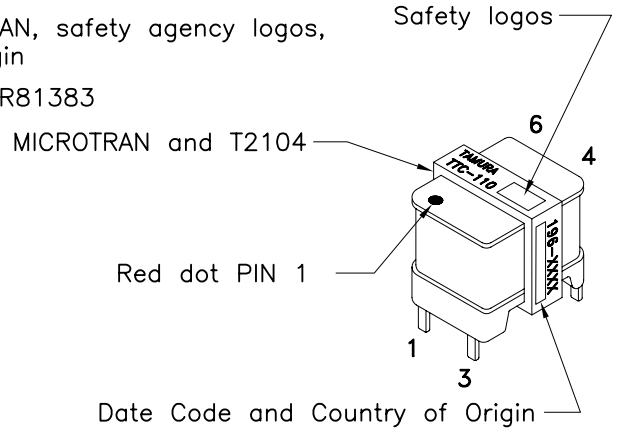 AN, safety agency logos,
gin
R81383
Safety logos
MICROTRAN and T2104
6
4
TAMURA
TTC-110
196-XXXX
Red dot PIN 1
1
3
Date Code and Country of Origin